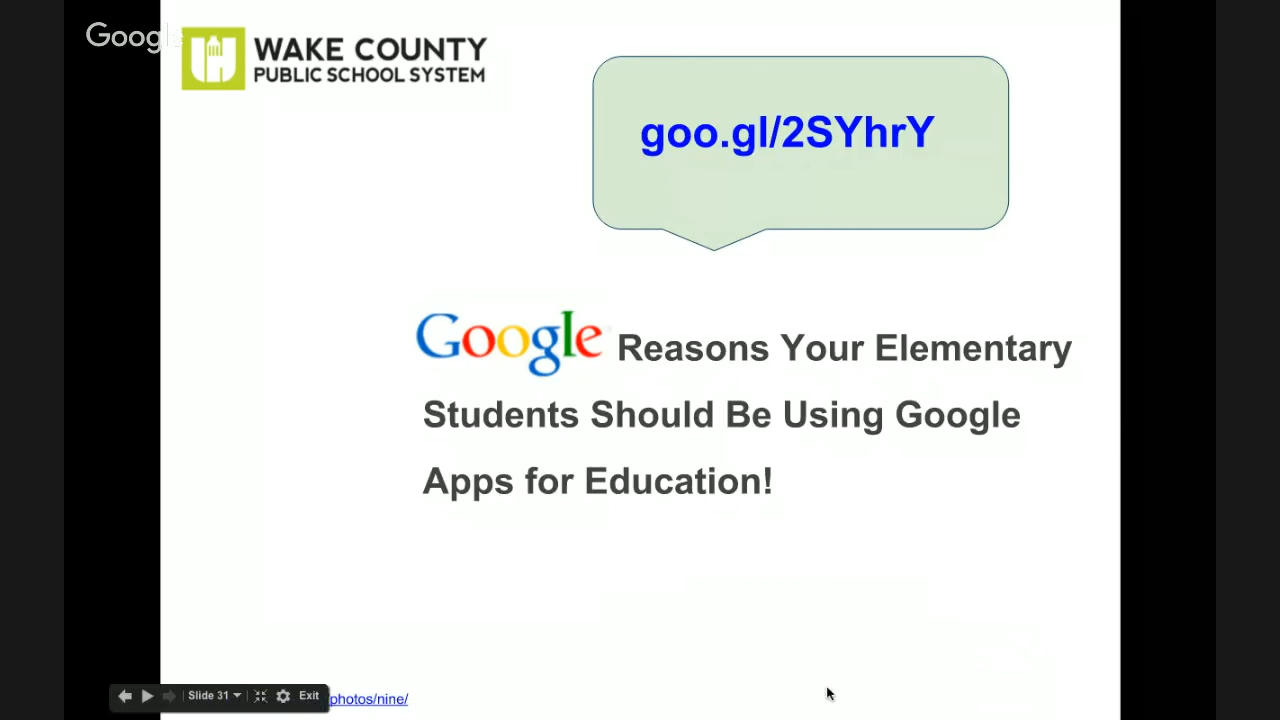 Google
WAKE COUNTY
PUBLIC SCHOOL SYSTEM
goo.gl/2SYhrY
Google Reasons Your Elementary
Students Should Be Using Google
Apps for Education!
Slide 31
Exit
photos/nine/